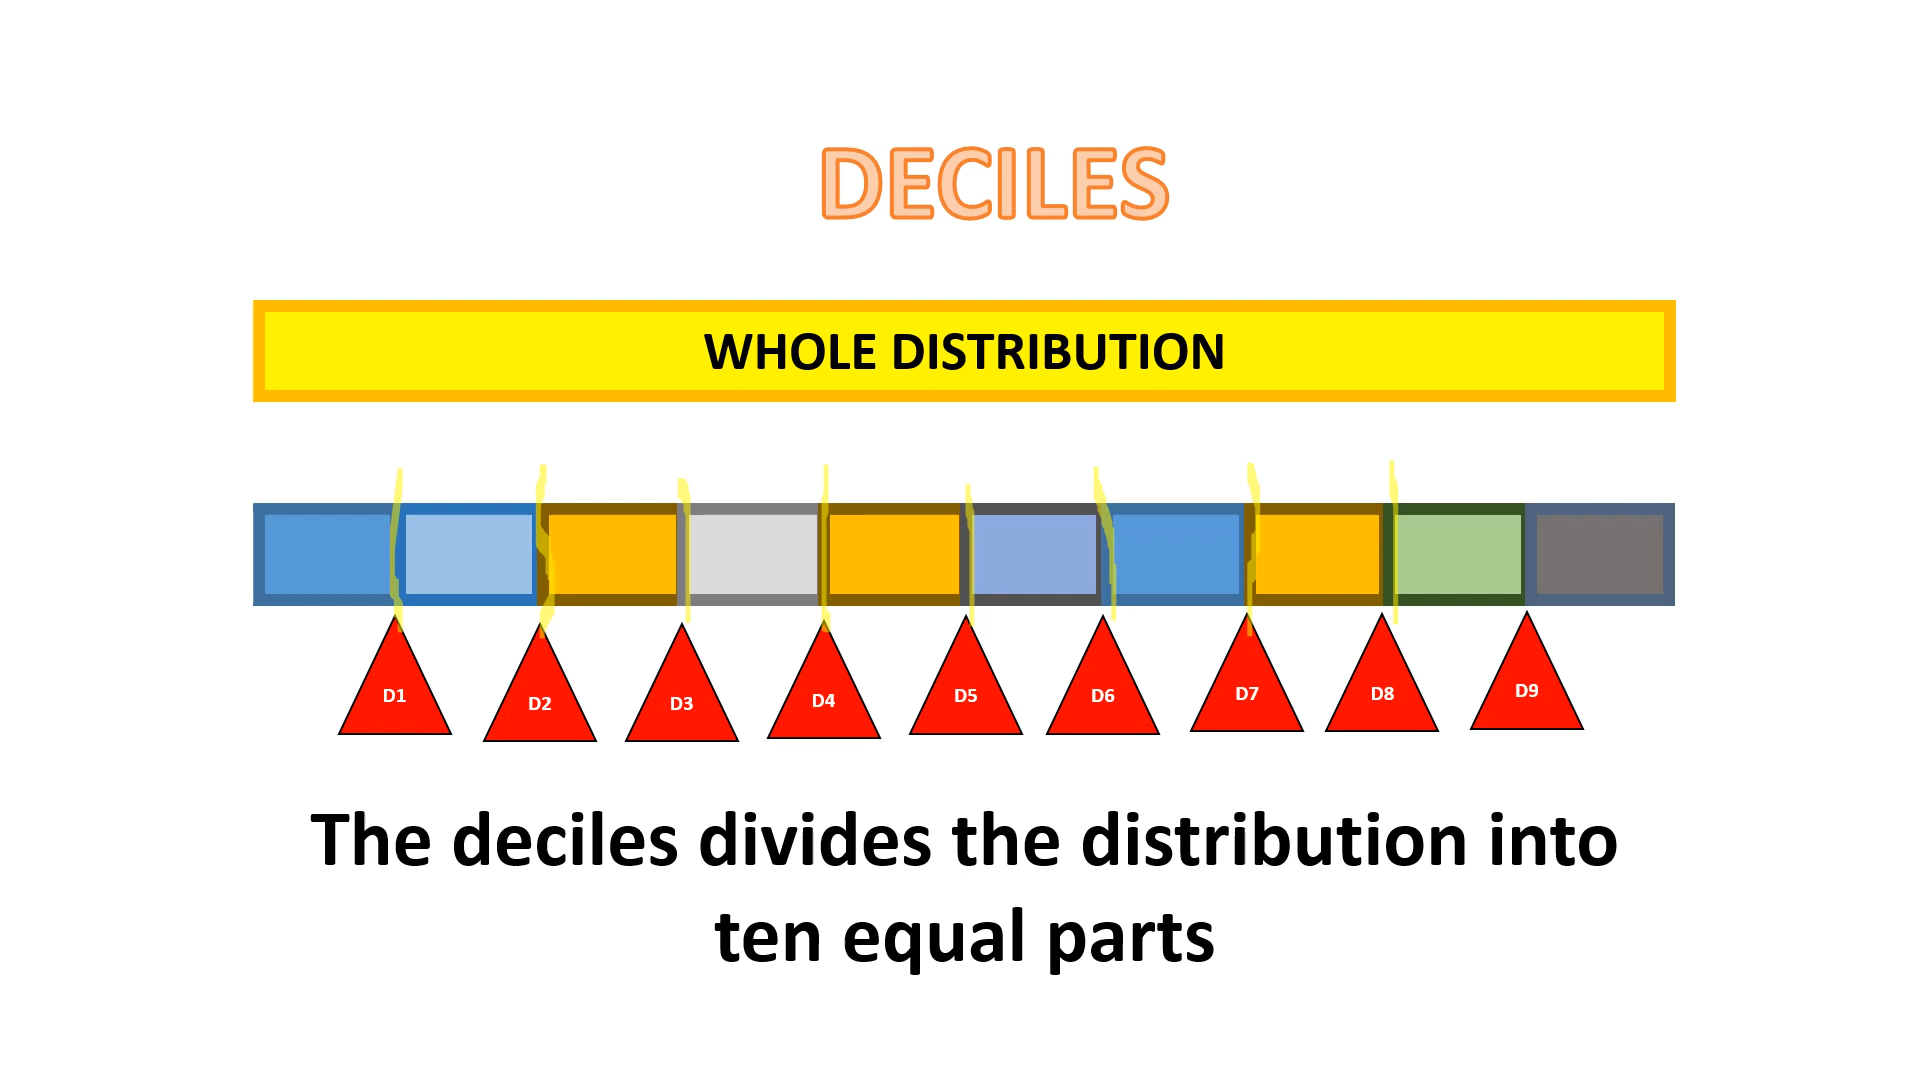 DECILES
WHOLE DISTRIBUTION
D1 D2 D3 D4 D5 D6 D7 D8 D9
The deciles divides the distribution into
ten equal parts